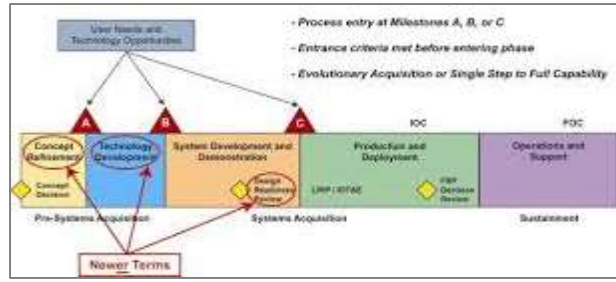 User Needs and
Technology Opportunities
- Process entry at Milestones A, B, or C
- Entrance criteria met before entering phase
- Evolutionary Acquisition or Single Step to Full Capability
A
B
C
IOC
FOC
Concept
Refinement
Technology
Development
System Development and
Demonstration
Production and
Deployment
Operations and
Support
Concept
Decision
Design
Readiness
Review
LRIP / IOT&E
FRP
Decision
Review
Pre-Systems Acquisition
Systems Acquisition
Sustainment
Newer Terms